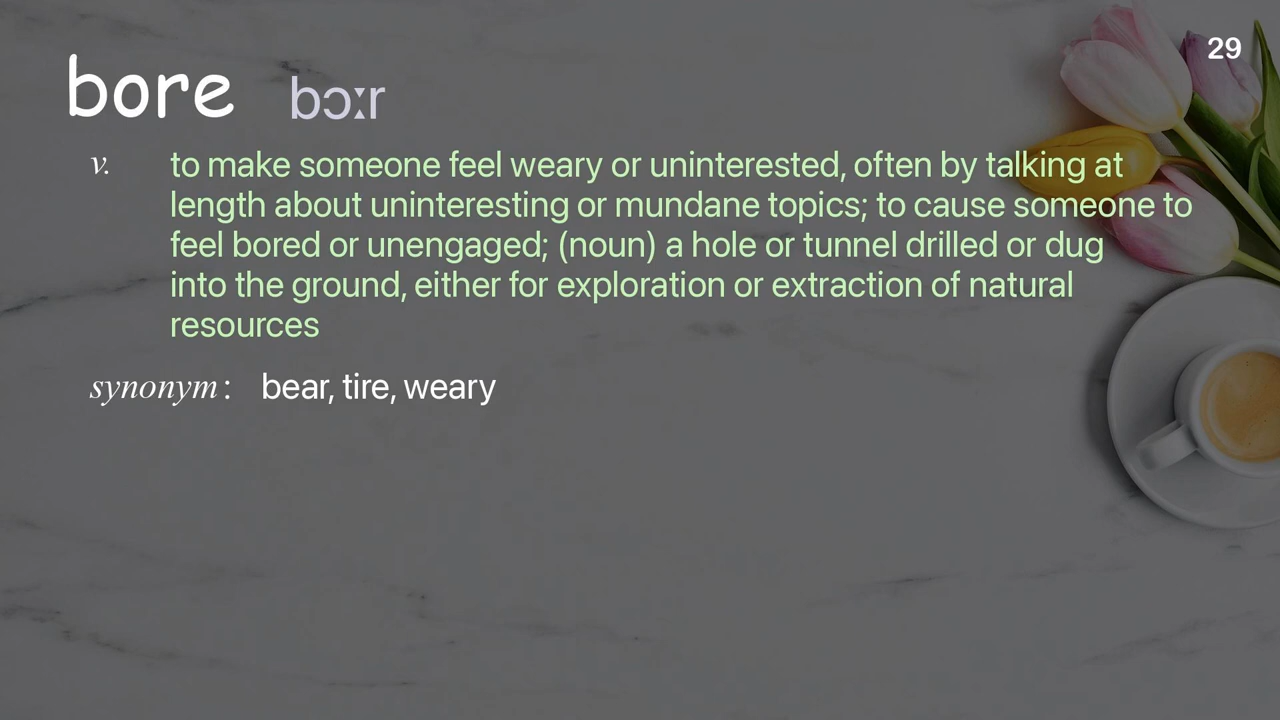 29
bore bɔːr
v. to make someone feel weary or uninterested, often by talking at
length about uninteresting or mundane topics; to cause someone to
feel bored or unengaged; (noun) a hole or tunnel drilled or dug
into the ground, either for exploration or extraction of natural
resources
synonym: bear, tire, weary